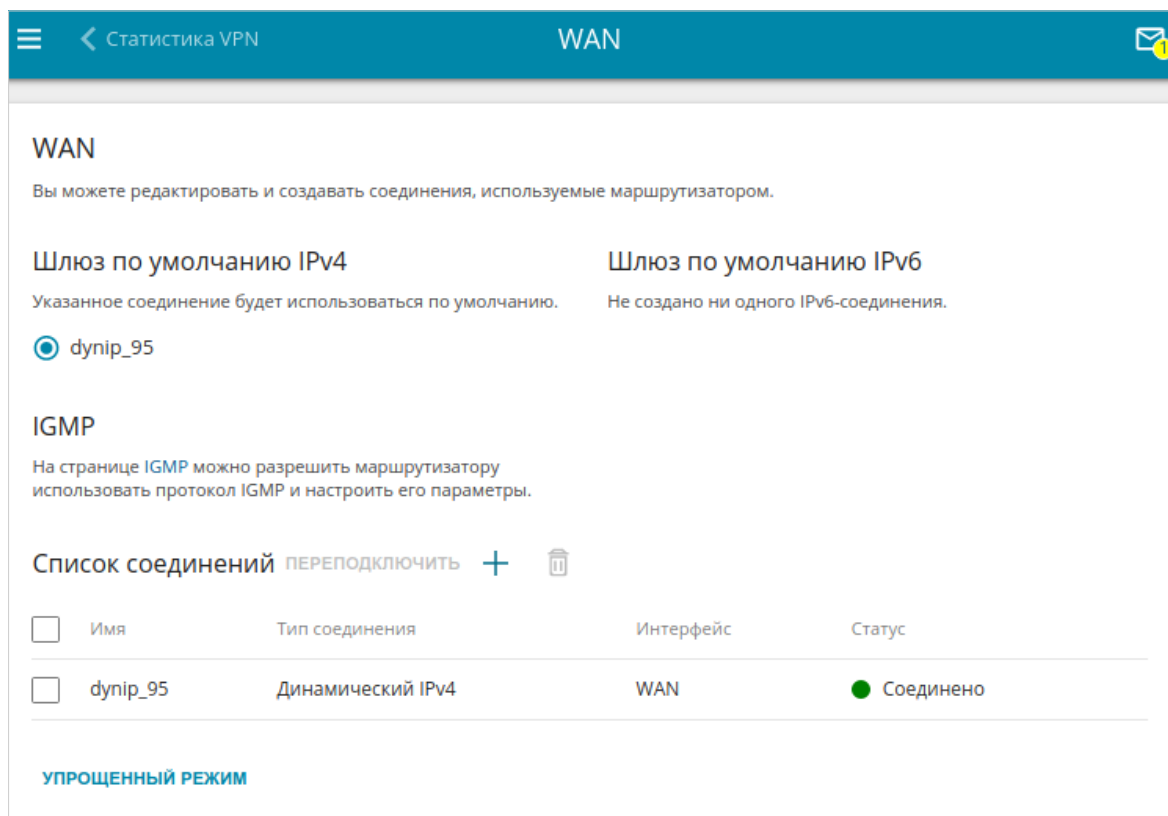 Статистика VPN
WAN
1
WAN
Вы можете редактировать и создавать соединения, используемые маршрутизатором.
Шлюз по умолчанию IPv4
Указанное соединение будет использоваться по умолчанию.
dynip_95
Шлюз по умолчанию IPv6
Не создано ни одного IPv6-соединения.
IGMP
На странице IGMP можно разрешить маршрутизатору
использовать протокол IGMP и настроить его параметры.
Список соединений ПЕРЕПОДКЛЮЧИТЬ
Имя Тип соединения Интерфейс Статус
dynip_95 Динамический IPv4 WAN Соединено
УПРОЩЕННЫЙ РЕЖИМ